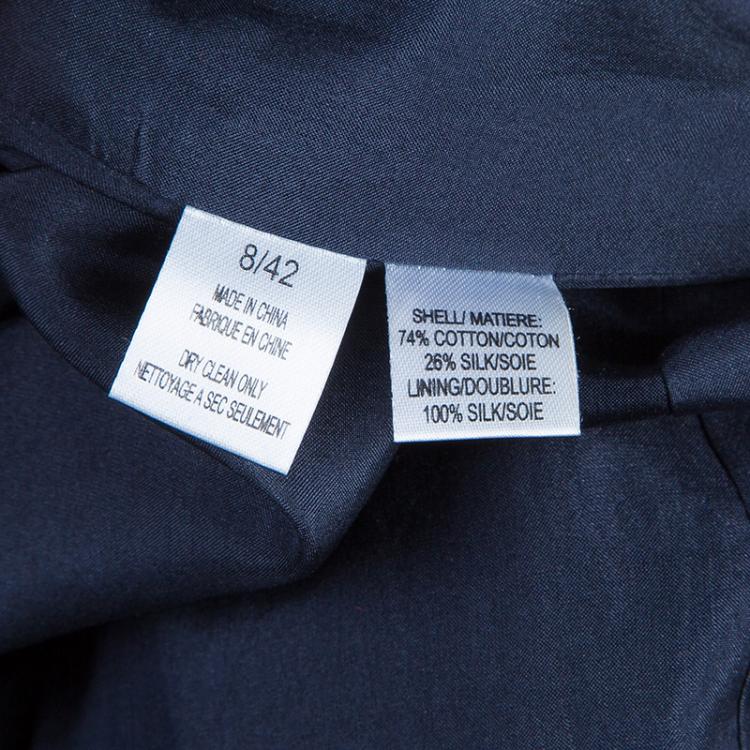 8/42
MADE IN CHINA
FABRIQUE EN CHINE
DRY CLEAN ONLY
NETTOYAGE A SEC SEULEMENT
SHELL/ MATIERE:
74% COTTON/COTON
26% SILK/SOIE
LINING/DOUBLURE:
100% SILK/SOIE